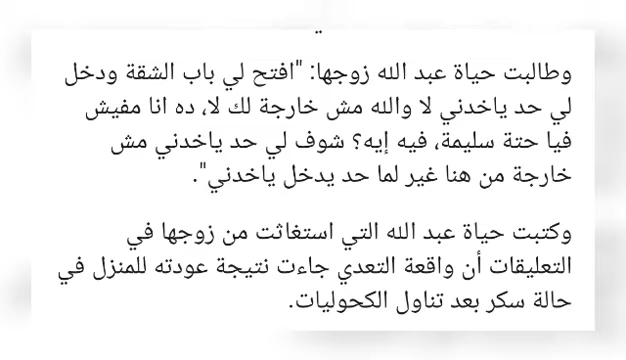 وطالبت حياة عبد الله زوجها: "افتح لي باب الشقة ودخل
لي حد ياخدني لا والله مش خارجة لك لا، ده انا مفيش
فيا حتة سليمة، فيه إيه؟ شوف لي حد ياخدني مش
خارجة من هنا غير لما حد يدخل ياخدني".
وكتبت حياة عبد الله التي استغاثت من زوجها في
التعليقات أن واقعة التعدي جاءت نتيجة عودته للمنزل في
حالة سكر بعد تناول الكحوليات.